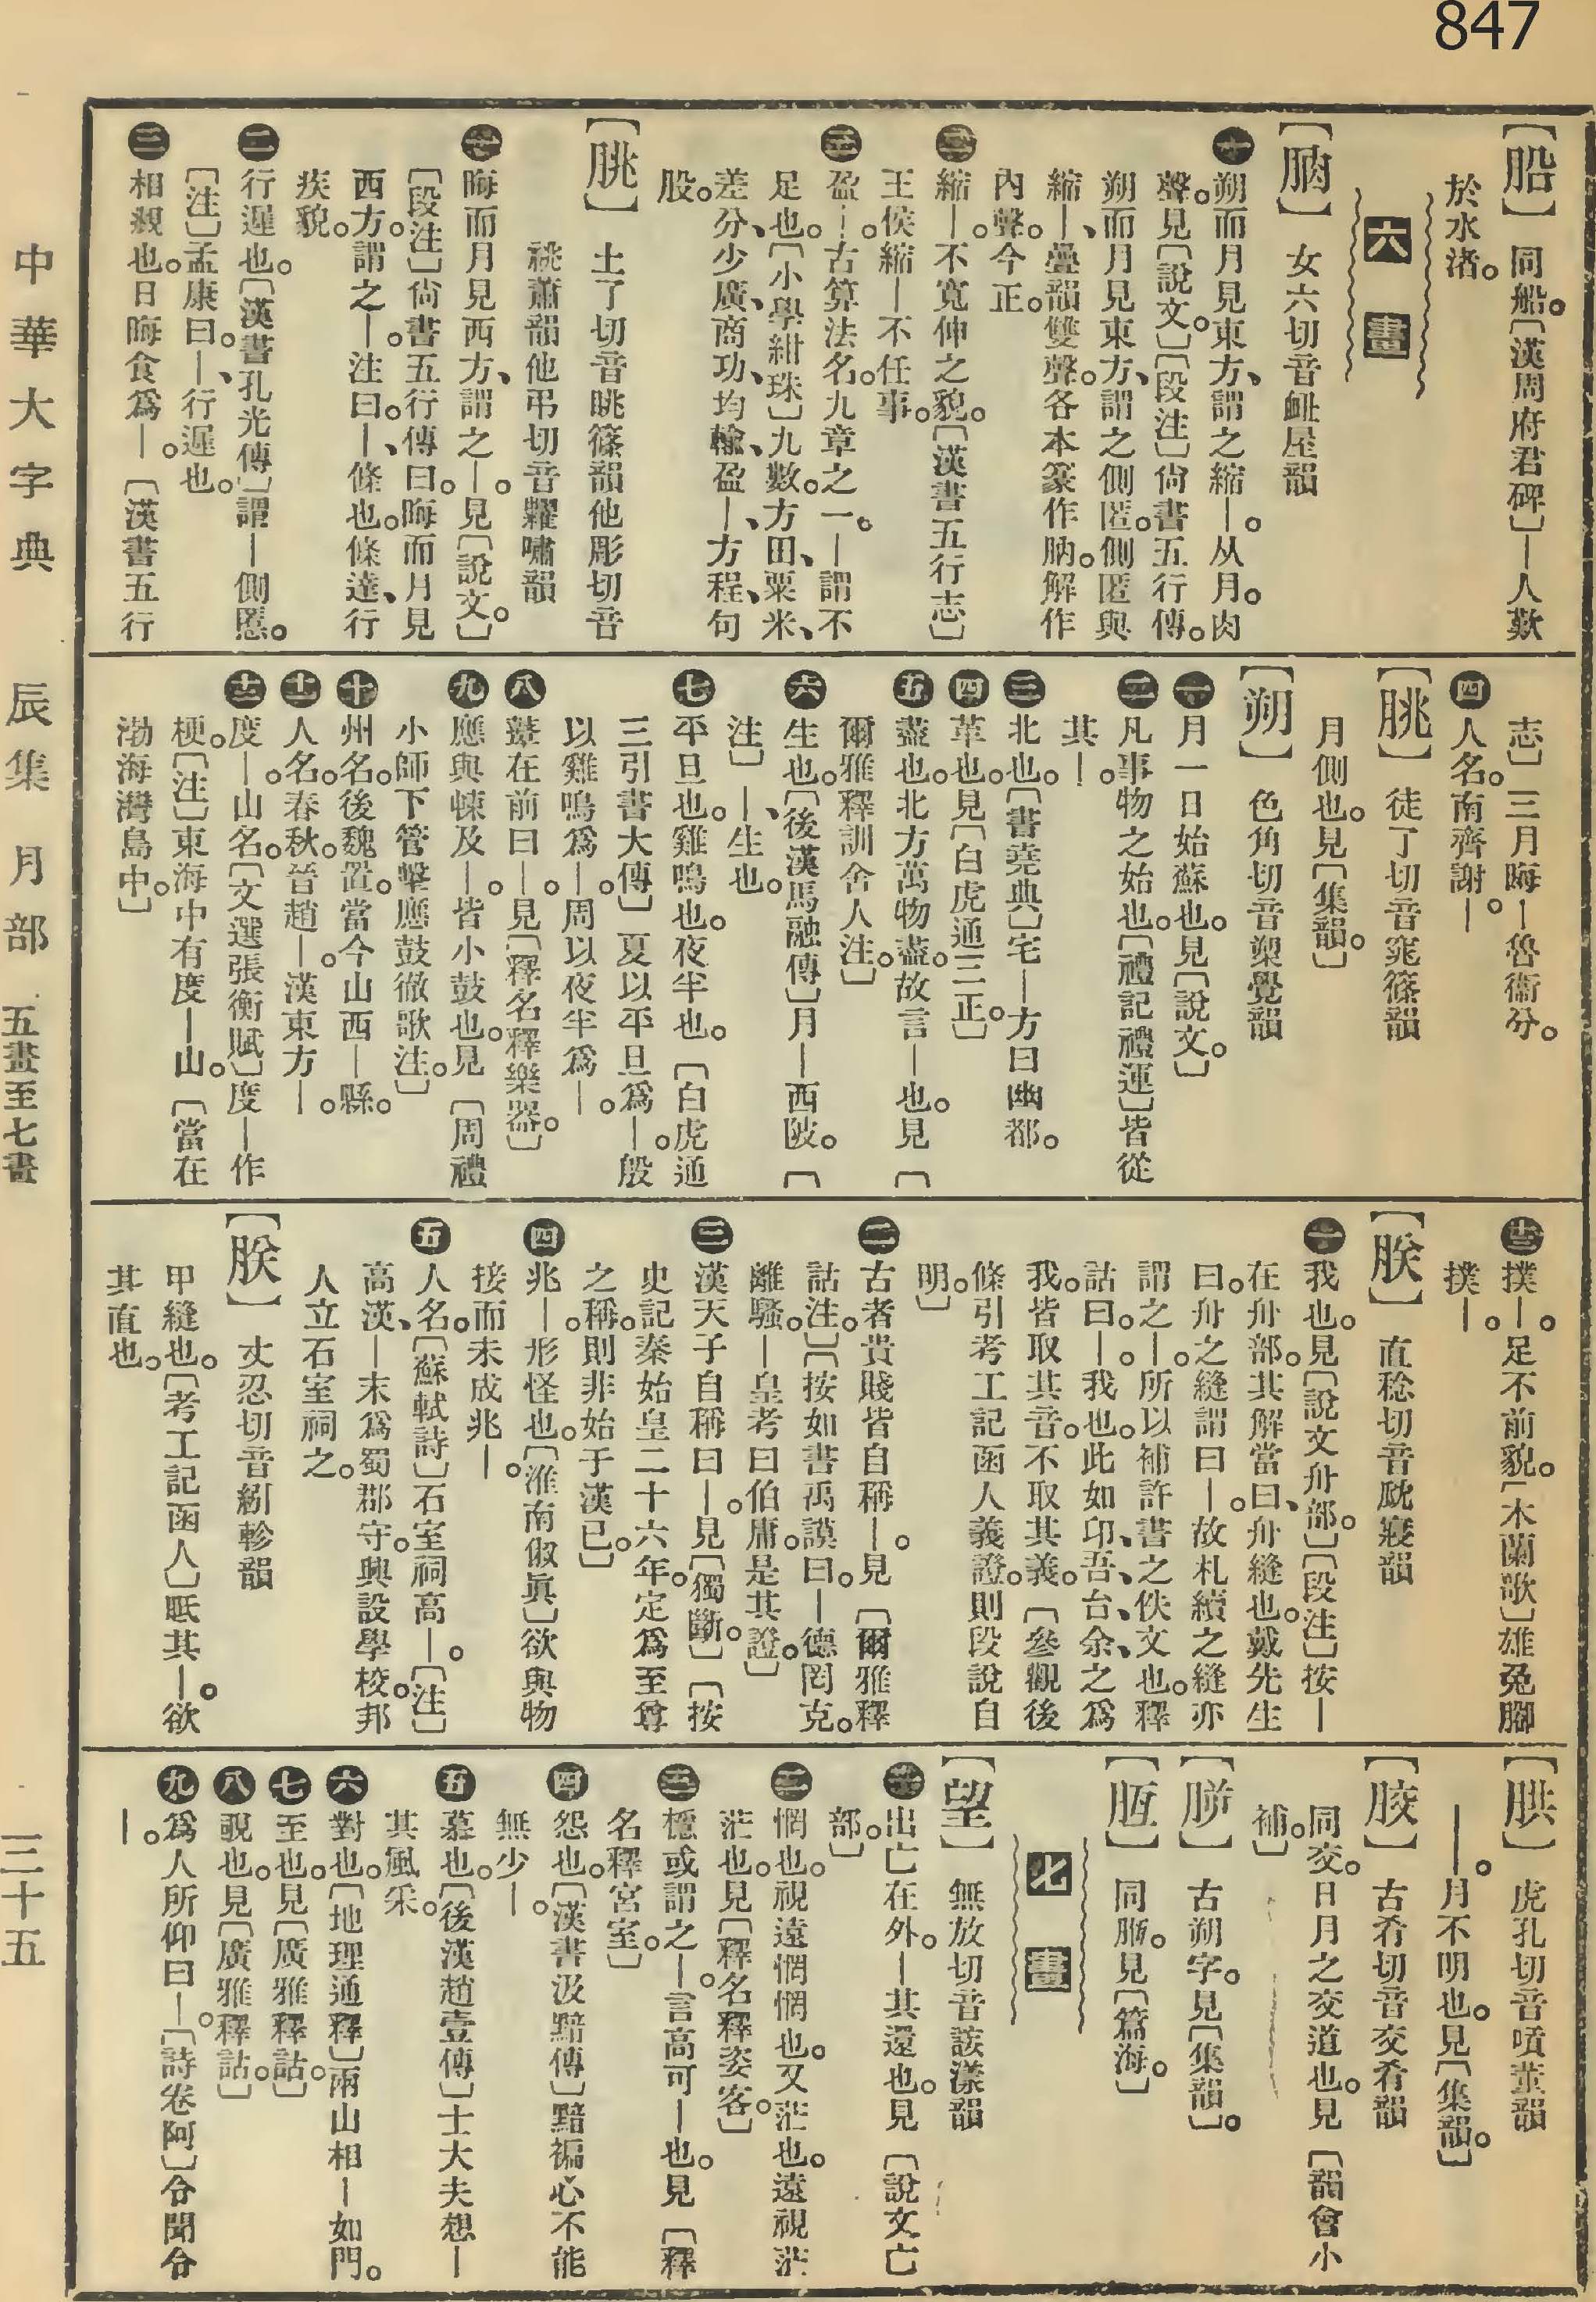 847
【䑪】同船。〔漢周府君碑〕｜人歎
於水渚。
六畫
【朒】女六切音衄屋韻
㊀朔而月見東方、謂之縮｜。从月。肉
聲。見〔說文。〕〔段注〕尙書五行傳。
朔而月見東方、謂之側匿。側匿與
縮｜、疊韻雙聲。各本篆作肭。解作
內聲。今正。
㊁縮｜。不寬伸之貌。〔漢書五行志〕
王侯縮｜不任事。
㊂盈｜。古算法名。九章之一。｜謂不
足也。〔小學紺珠〕九數。方田、粟米、
差分、少廣、商功、均輸、盈｜、方程、句
股。
【朓】土了切音眺篠韻他彫切音
祧蕭韻他弔切音糶嘯韻
㊀晦而月見西方、謂之｜。見〔說文。〕
〔段注〕尙書五行傳曰。晦而月見
西方。謂之｜。注曰。｜、條也。條達、行
疾貌。
㊁行遲也。〔漢書孔光傳〕謂｜側慝。
〔注〕孟康曰。｜、行遲也。
㊂相覜也。日晦食爲｜。〔漢書五行
志〕三月晦｜魯衞分。
㊃人名。南齊謝｜。
【朓】徒了切音窕篠韻
月側也。見〔集韻。〕
【朔】色角切音槊覺韻
㊀月一日始蘇也。見〔說文。〕
㊁凡事物之始也。〔禮記禮運〕皆從
其｜。
㊂北也。〔書堯典〕宅｜方曰幽都。
㊃革也。見〔白虎通三正。〕
㊄盡也。北方萬物盡。故言｜也。見〔
爾雅釋訓舍人注〕
㊅生也。〔後漢馬融傳〕月｜西陂。〔
注〕｜、生也。
㊆平旦也。雞鳴也。夜半也。〔白虎通
三引書大傳〕夏以平旦爲｜。殷
以雞鳴爲｜。周以夜半爲｜。
㊇鼙在前曰｜。見〔釋名釋樂器。〕
㊈應與朄及｜。皆小鼓也。見〔周禮
小師下管擊應鼓徹歌注。〕
㊉州名。後魏置。當今山西｜縣。
⑪人名。春秋。晉趙｜。漢東方｜。
⑫度｜。山名。〔文選張衡賦〕度｜作
梗。〔注〕東海中有度｜山。〔當在
渤海灣島中。〕
⑬撲｜。足不前貌。〔木蘭歌〕雄兔腳
撲｜。
【朕】直稔切音朕寢韻
㊀我也。見〔說文舟部。〕〔段注〕按｜
在舟部。其解當曰、舟縫也。戴先生
曰。舟之縫謂曰｜。故札續之縫亦
謂之｜。所以補許書之佚文也。釋
詁曰。｜。我也。此如卬、吾、台、余之爲
我。皆取其音。不取其義。〔參觀後
條引考工記函人義證。則段說自
明。〕
㊁古者貴賤皆自稱｜。見〔爾雅釋
詁注。〕〔按如書禹謨曰。｜德罔克。
離騷。｜皇考曰伯庸。是其證。〕
㊂漢天子自稱曰｜。見〔獨斷。〕〔按
史記秦始皇二十六年。定爲至尊
之稱。則非始于漢已。〕
㊃兆｜。形怪也。〔淮南俶眞〕欲與物
接而未成兆｜。
㊄人名。〔蘇軾詩〕石室祠高｜。〔注〕
高漢、｜末爲蜀郡守。興設學校。邦
人立石室祠之。
【朕】丈忍切音紖軫韻
甲縫也。〔考工記函人〕眂其｜。欲
其直也。
【㬴】虎孔切音嗊董韻
｜｜。月不明也。見〔集韻。〕
【㬵】古肴切音交肴韻
同交。日月之交道也。見〔韻會小
補。〕
古朔字。見〔集韻〕。
同䏔。見〔篇海。〕
七畫
【望】無放切音䛄漾韻
㊀出亡在外。｜其還也。見〔說文亡
部。〕
㊁惘也。視遠惘惘也。又茫也。遠視茫
茫也。見〔釋名釋姿容。〕
㊂櫋或謂之｜。言高可｜也。見〔釋
名釋宮室。〕
㊃怨也。〔漢書汲黯傳〕黯褊心不能
無少｜。
㊄慕也。〔後漢趙壹傳〕士大夫想｜
其風采。
㊅對也。〔地理通釋〕兩山相｜如門。
㊆至也。見〔廣雅釋詁。〕
㊇覗也。見〔廣雅釋詁。〕
㊈爲人所仰曰｜。〔詩卷阿〕令聞令
｜。
中華大字典 辰集 月部 五畫至七畫 三十五